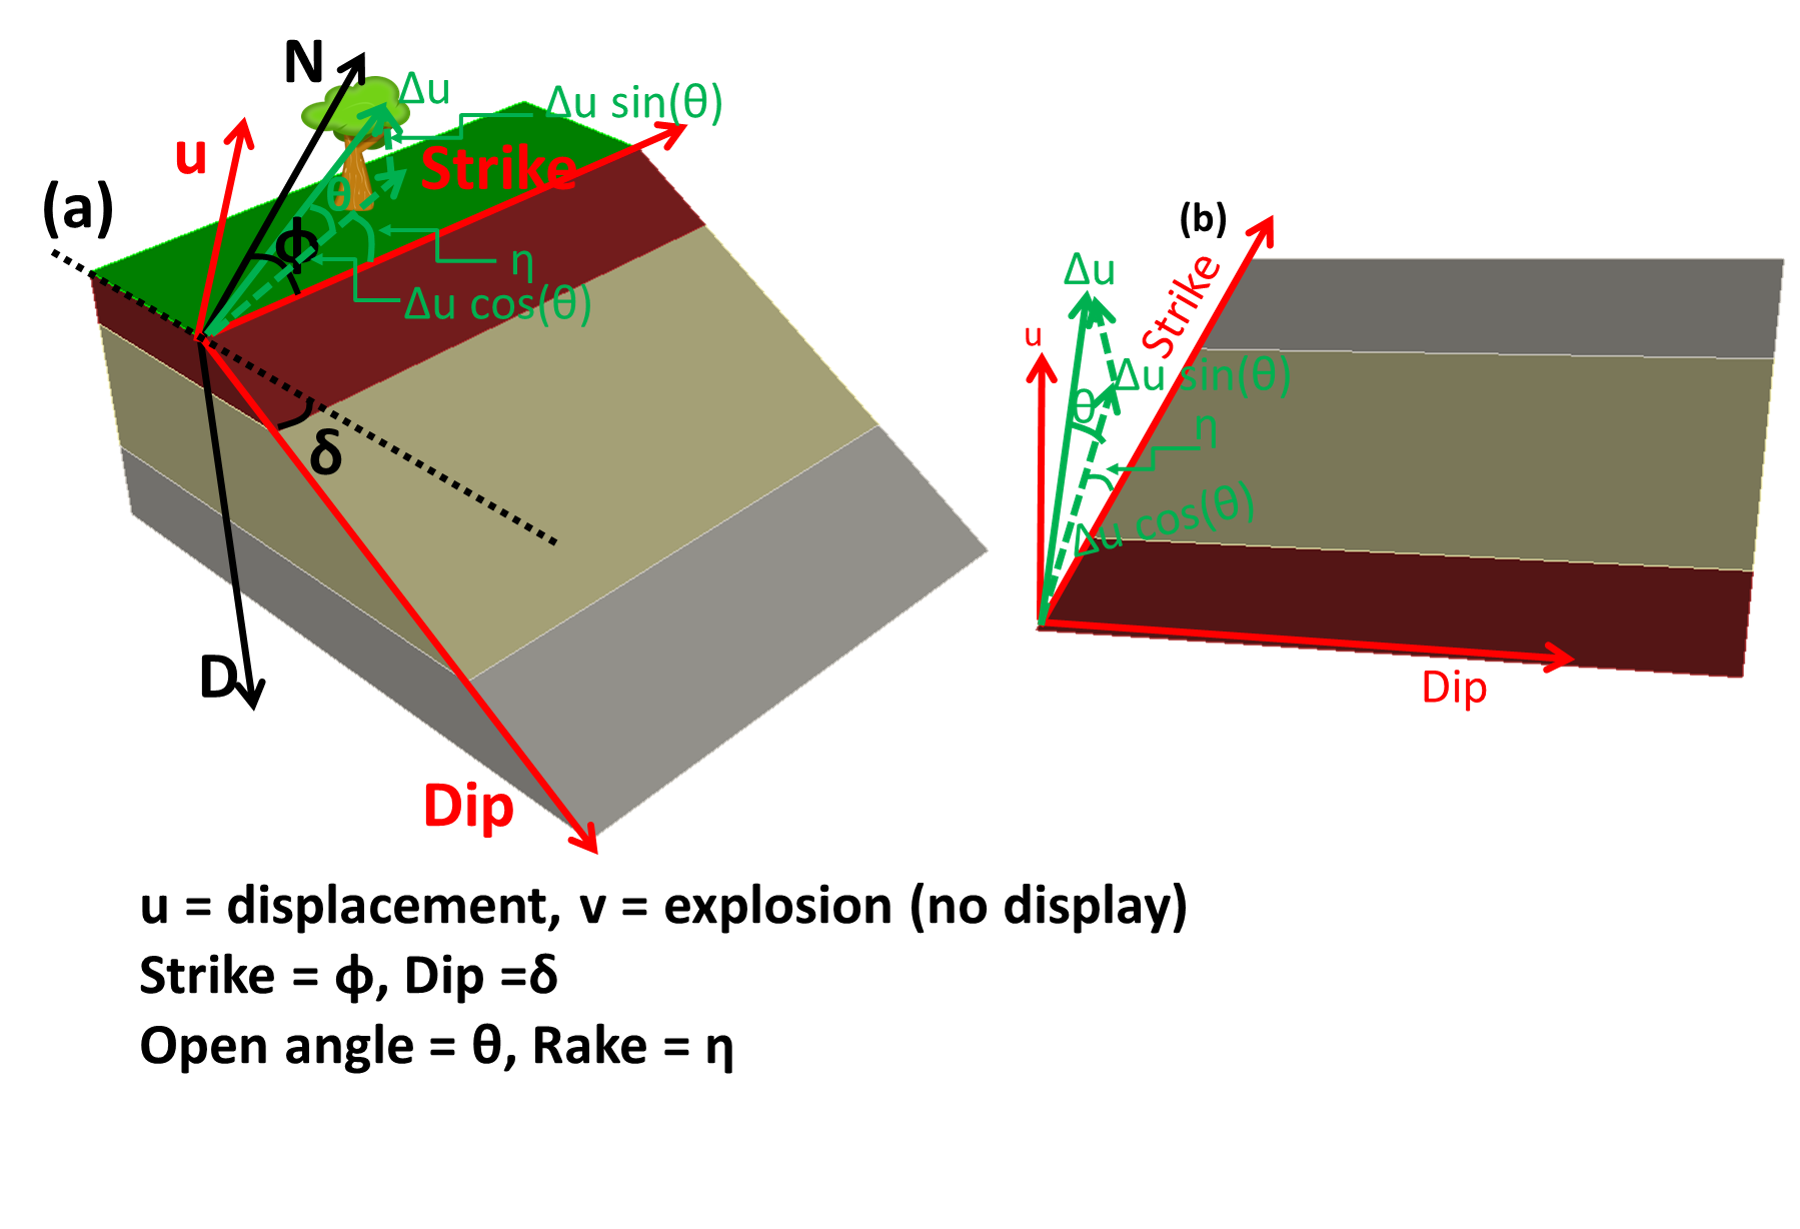 (a)
N
u
Δu
Δu sin(θ)
Strike
θ
ϕ
η
Δu cos(θ)
δ
D
Dip
(b)
Δu
u
Strike
Δu sin(θ)
θ
η
Δu cos(θ)
Dip
u = displacement, v = explosion (no display)
Strike = ϕ, Dip =δ
Open angle = θ, Rake = η